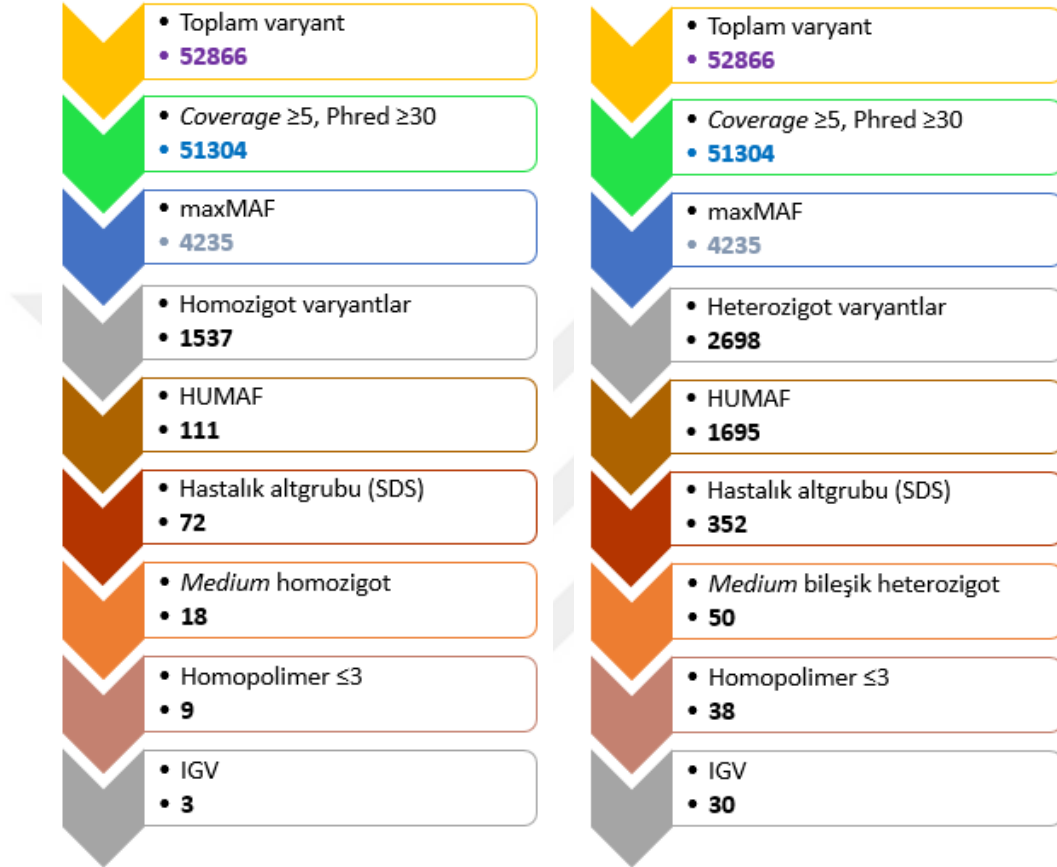 • Toplam varyant
• 52866
• Coverage ≥5, Phred ≥30
• 51304
• maxMAF
• 4235
• Homozigot varyantlar
• 1537
• HUMAF
• 111
• Hastalık altgrubu (SDS)
• 72
• Medium homozigot
• 18
• Homopolimer ≤3
• 9
• IGV
• 3
• Toplam varyant
• 52866
• Coverage ≥5, Phred ≥30
• 51304
• maxMAF
• 4235
• Heterozigot varyantlar
• 2698
• HUMAF
• 1695
• Hastalık altgrubu (SDS)
• 352
• Medium bileşik heterozigot
• 50
• Homopolimer ≤3
• 38
• IGV
• 30